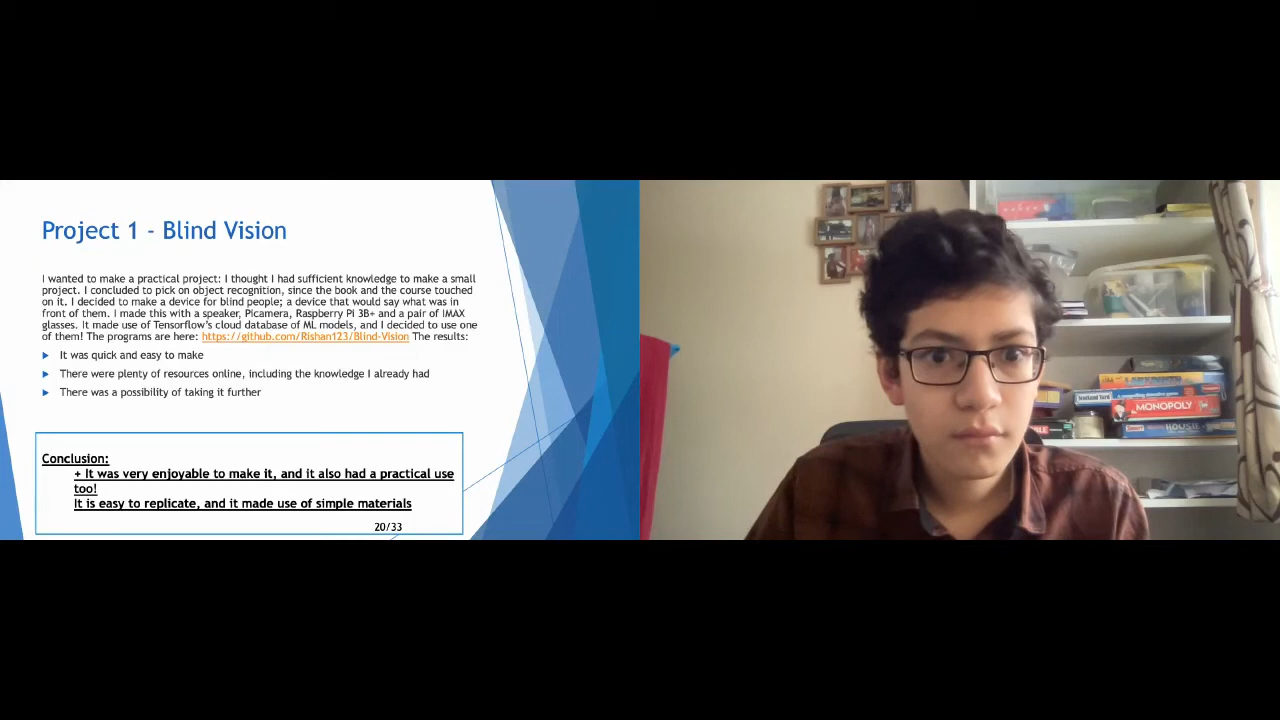 Project 1 - Blind Vision
I wanted to make a practical project: I thought I had sufficient knowledge to make a small
project. I concluded to pick on object recognition, since the book and the course touched
on it. I decided to make a device for blind people; a device that would say what was in
front of them. I made this with a speaker, Picamera, Raspberry Pi 3B+ and a pair of IMAX
glasses. It made use of Tensorflow's cloud database of ML models, and I decided to use one
of them! The programs are here: https://github.com/Rishan123/Blind-Vision The results:
It was quick and easy to make
There were plenty of resources online, including the knowledge I already had
There was a possibility of taking it further
Conclusion:
+ It was very enjoyable to make it, and it also had a practical use
too!
It is easy to replicate, and it made use of simple materials
20/33
LABYRINTH
Scotland Yard
MONOPOLY
HOUSIE